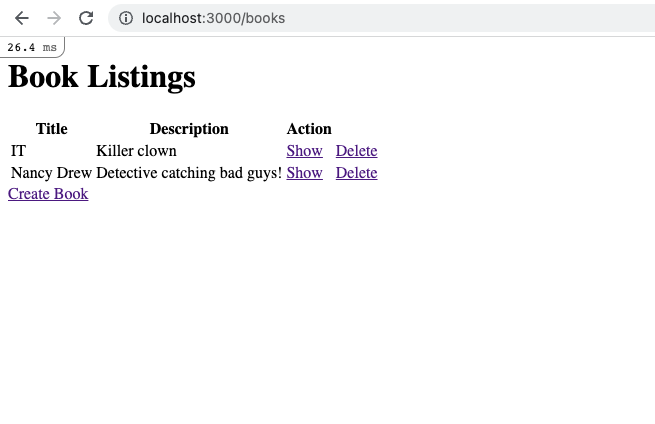 localhost:3000/books
26.4 ms
Book Listings
Title Description Action
IT Killer clown Show Delete
Nancy Drew Detective catching bad guys! Show Delete
Create Book